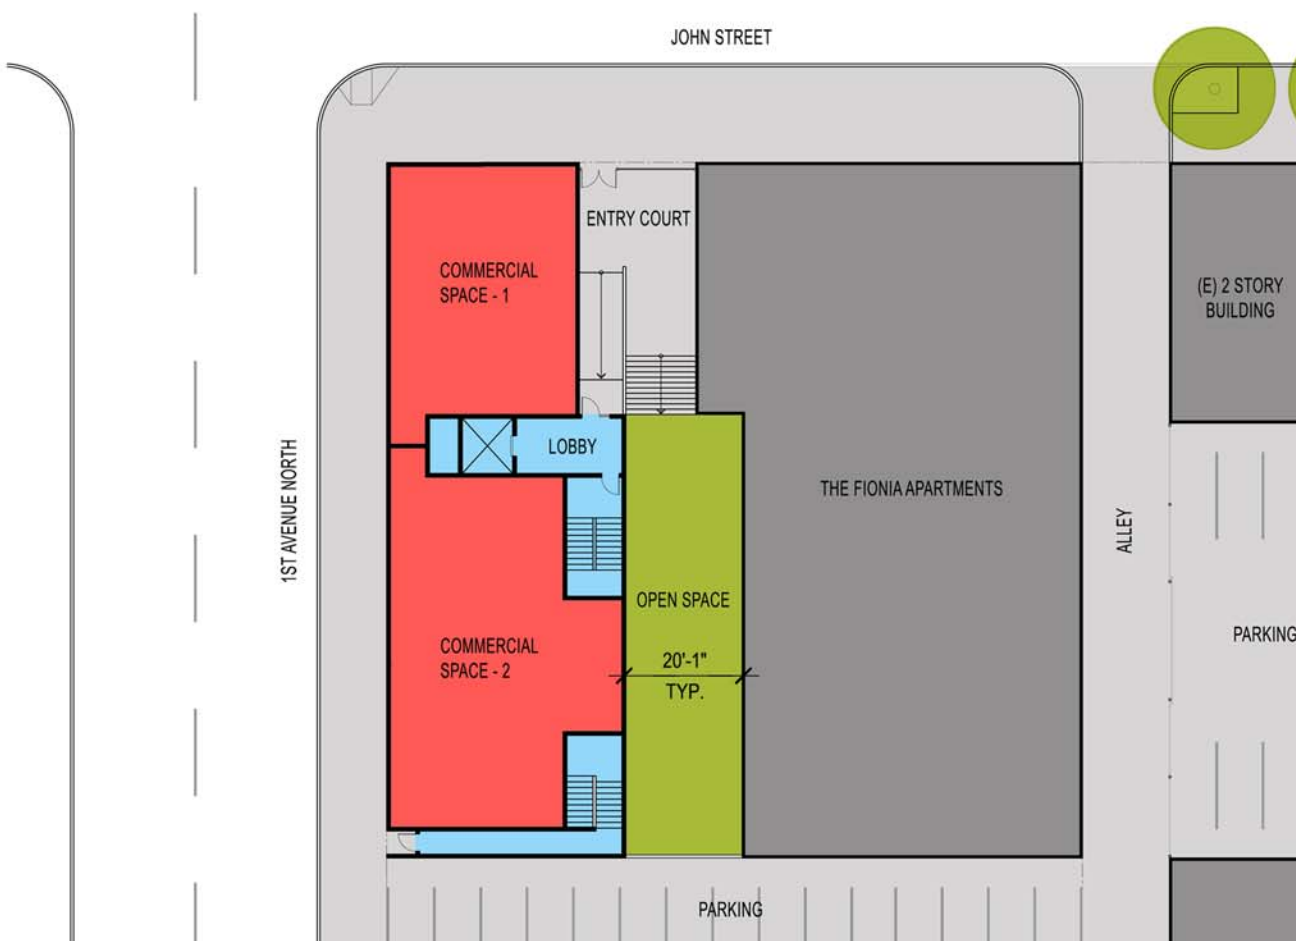 JOHN STREET
ENTRY COURT
COMMERCIAL
SPACE - 1
(E) 2 STORY
BUILDING
LOBBY
1ST AVENUE NORTH
THE FIONIA APARTMENTS
ALLEY
OPEN SPACE
PARKING
COMMERCIAL
SPACE - 2
20'-1"
TYP.
PARKING